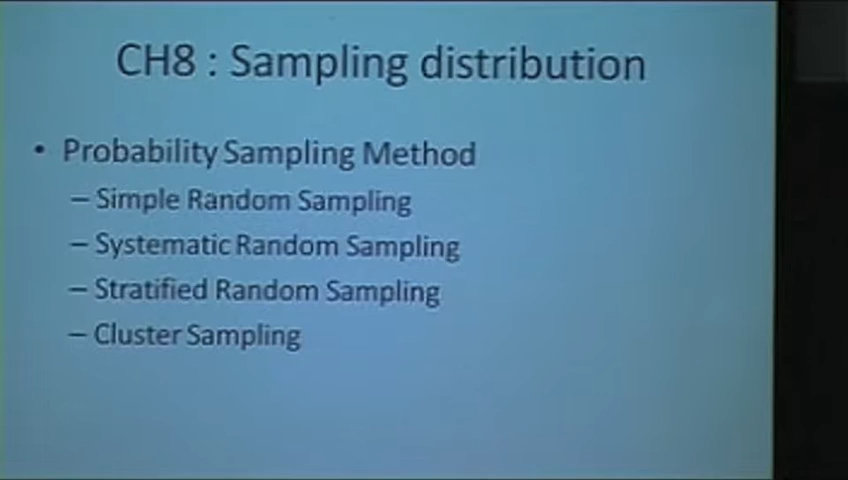 CH8 : Sampling distribution
• Probability Sampling Method
– Simple Random Sampling
– Systematic Random Sampling
– Stratified Random Sampling
– Cluster Sampling